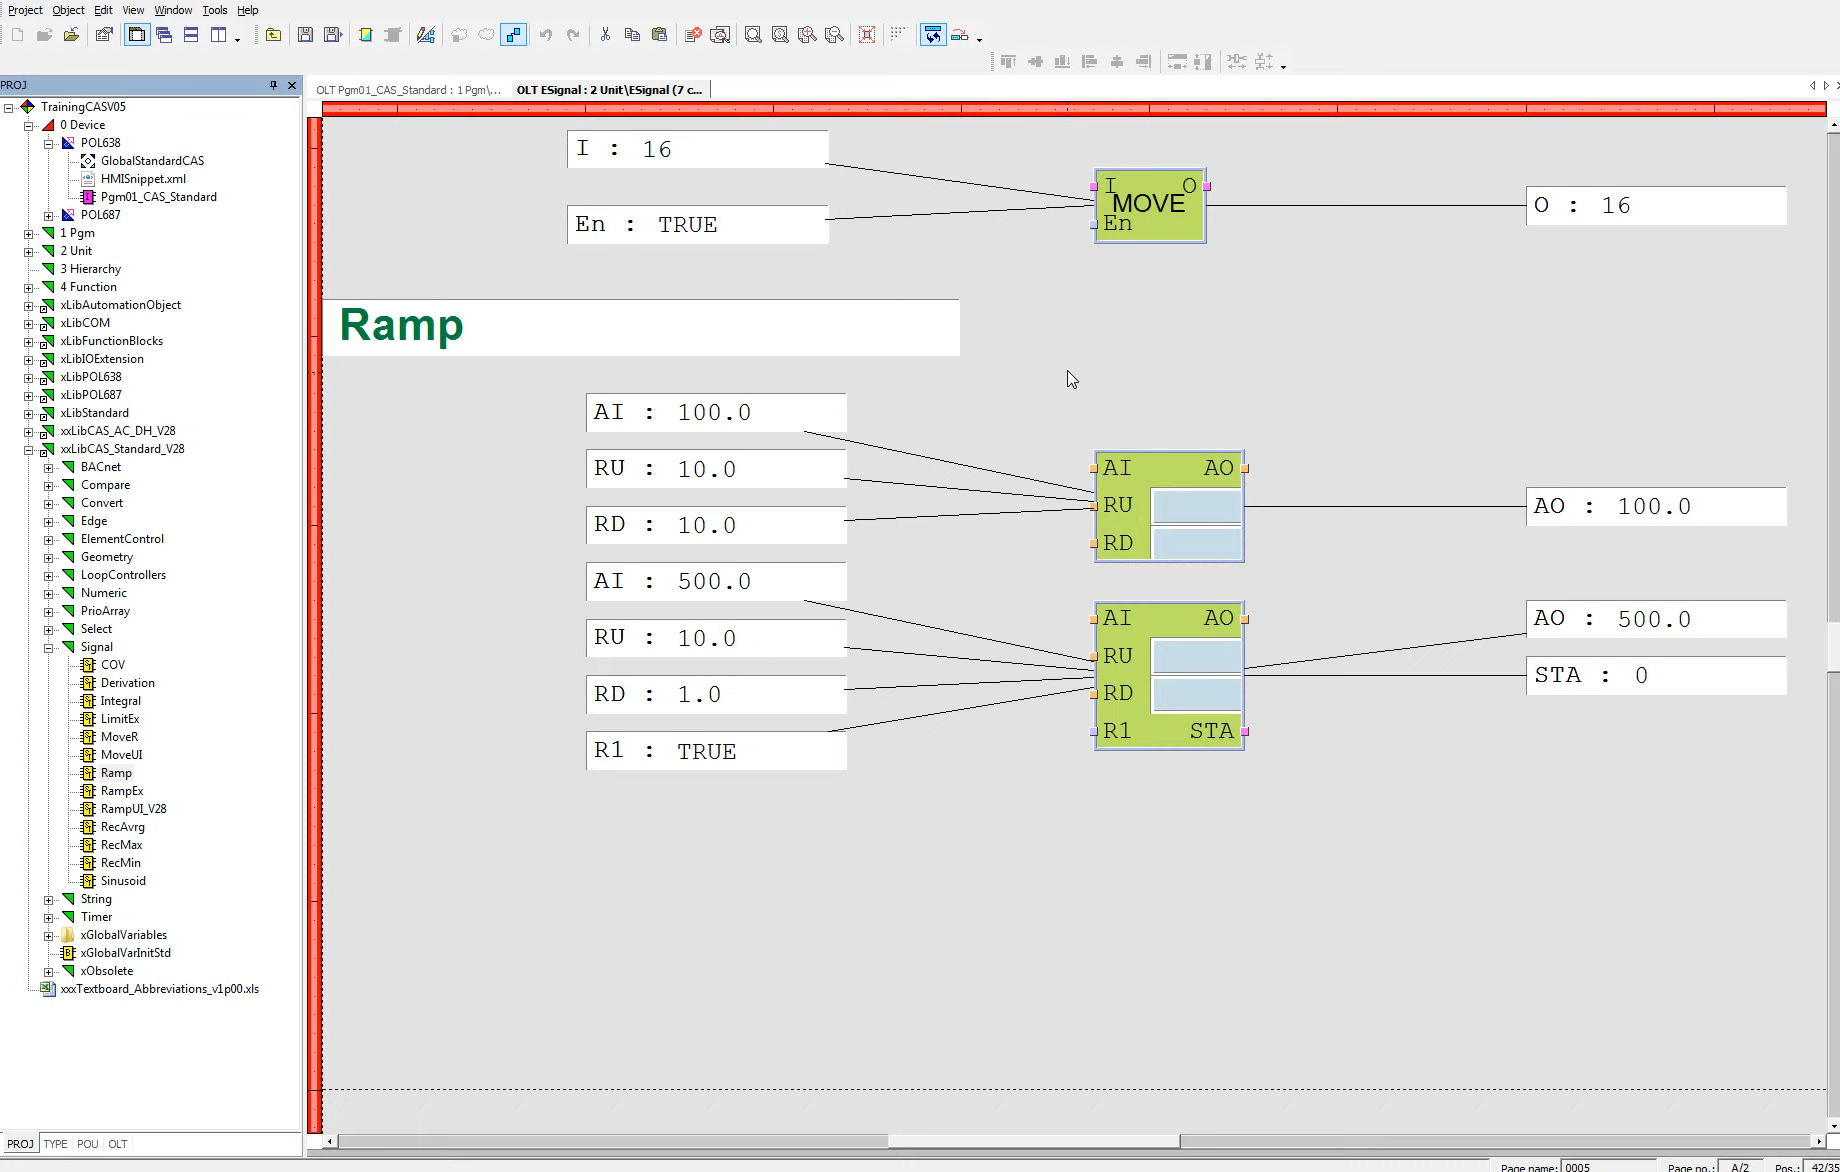 Project Object Edit View Window Tools Help
PROJ
OLT Pgm01_CAS_Standard : 1 Pgm\...
OLT ESignal : 2 Unit\ESignal (7 c...
TrainingCASV05
0 Device
POL638
GlobalStandardCAS
HMISnippet.xml
Pgm01_CAS_Standard
POL687
1 Pgm
2 Unit
3 Hierarchy
4 Function
xLibAutomationObject
xLibCOM
xLibFunctionBlocks
xLibIOExtension
xLibPOL638
xLibPOL687
xLibStandard
xxLibCAS_AC_DH_V28
xxLibCAS_Standard_V28
BACnet
Compare
Convert
Edge
ElementControl
Geometry
LoopControllers
Numeric
PrioArray
Select
Signal
COV
Derivation
Integral
LimitEx
MoveR
MoveUI
Ramp
RampEx
RampUI_V28
RecAvrg
RecMax
RecMin
Sinusoid
String
Timer
xGlobalVariables
xGlobalVarInitStd
xObsolete
xxxTextboard_Abbreviations_v1p00.xls
PROJ TYPE POU OLT
I : 16
En : TRUE
I O
MOVE
En
O : 16
Ramp
AI : 100.0
RU : 10.0
RD : 10.0
AI AO
RU
RD
AO : 100.0
AI : 500.0
RU : 10.0
RD : 1.0
R1 : TRUE
AI AO
RU
RD
R1 STA
AO : 500.0
STA : 0
Page name: 0005 Page no.: A/2 Pos.: 42/35